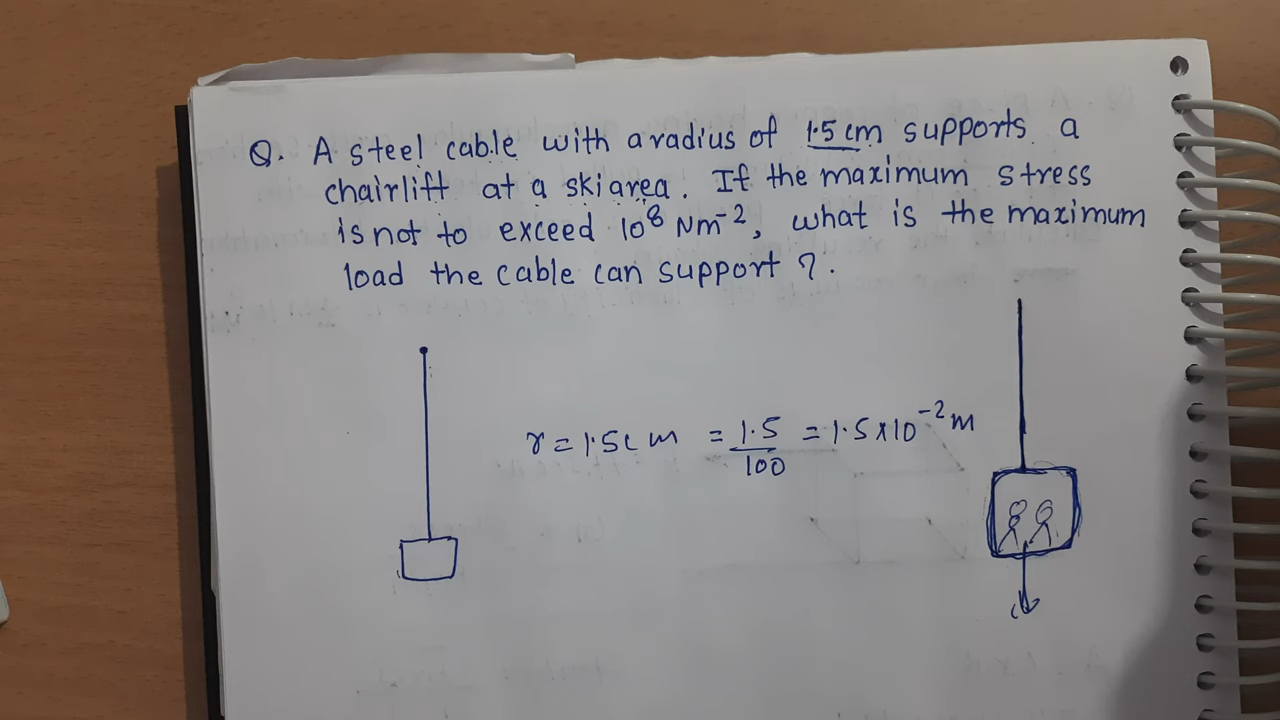 Q. A steel cable with a radius of 1.5 cm supports a
chairlift at a ski area. If the maximum stress
is not to exceed 10⁸ Nm⁻², what is the maximum
load the cable can support ?.
r = 1.5cm = 1.5/100 = 1.5×10⁻² m